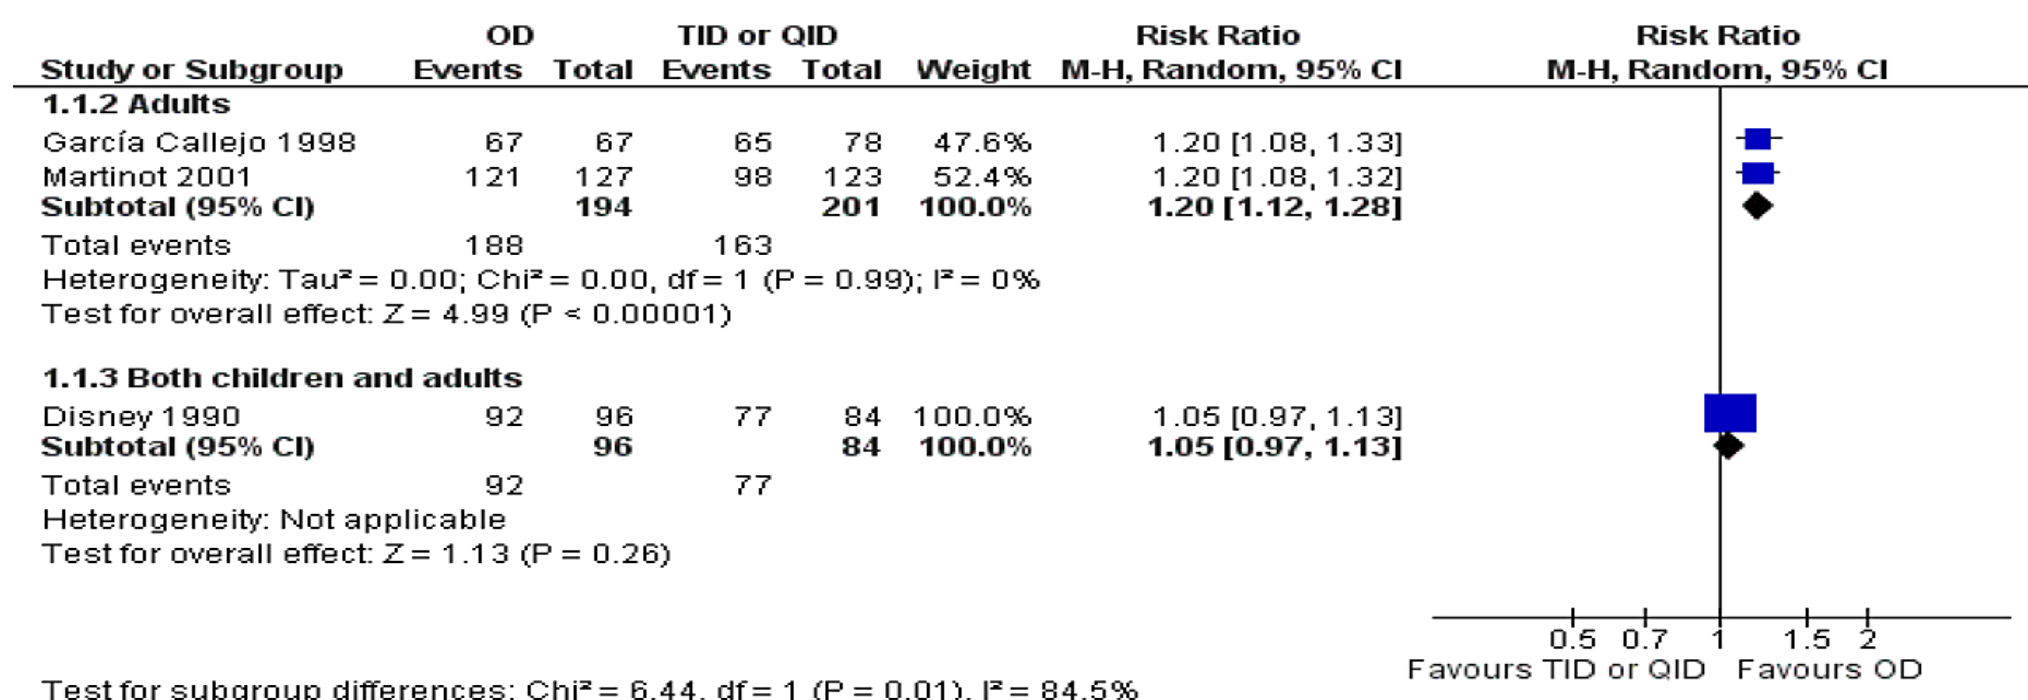 OD TID or QID Risk Ratio Risk Ratio
Study or Subgroup Events Total Events Total Weight M-H, Random, 95% CI M-H, Random, 95% CI
1.1.2 Adults
García Callejo 1998 67 67 65 78 47.6% 1.20 [1.08, 1.33]
Martinot 2001 121 127 98 123 52.4% 1.20 [1.08, 1.32]
Subtotal (95% CI) 194 201 100.0% 1.20 [1.12, 1.28]
Total events 188 163
Heterogeneity: Tau² = 0.00; Chi² = 0.00, df = 1 (P = 0.99); I² = 0%
Test for overall effect: Z = 4.99 (P < 0.00001)
1.1.3 Both children and adults
Disney 1990 92 96 77 84 100.0% 1.05 [0.97, 1.13]
Subtotal (95% CI) 96 84 100.0% 1.05 [0.97, 1.13]
Total events 92 77
Heterogeneity: Not applicable
Test for overall effect: Z = 1.13 (P = 0.26)
0.5 0.7 1 1.5 2
Favours TID or QID Favours OD
Test for subgroup differences: Chi² = 6.44, df = 1 (P = 0.01), I² = 84.5%